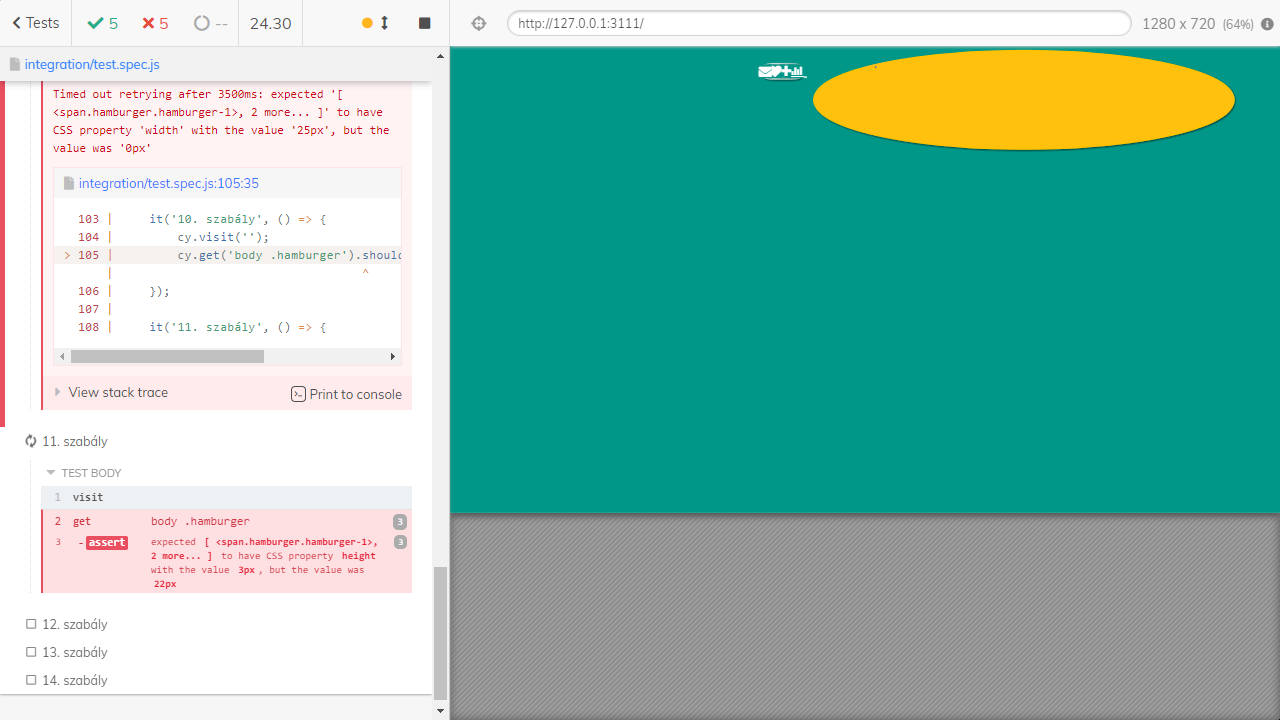 Tests
5
5
--
24.30
http://127.0.0.1:3111/
1280 x 720 (64%)
integration/test.spec.js
Timed out retrying after 3500ms: expected '[
<span.hamburger.hamburger-1>, 2 more... ]' to have
CSS property 'width' with the value '25px', but the
value was '0px'
integration/test.spec.js:105:35
103 | it('10. szabály', () => {
104 | cy.visit('');
> 105 | cy.get('body .hamburger').should
| ^
106 | });
107 |
108 | it('11. szabály', () => {
View stack trace
Print to console
11. szabály
TEST BODY
1 visit
2 get body .hamburger 3
3 -assert expected [ <span.hamburger.hamburger-1>, 3
2 more... ] to have CSS property height
with the value 3px, but the value was
22px
12. szabály
13. szabály
14. szabály